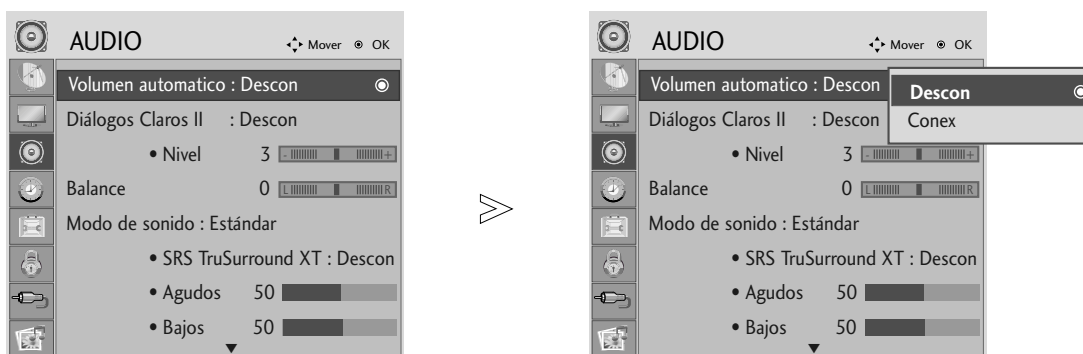 AUDIO
Mover OK
Volumen automatico : Descon
Diálogos Claros II : Descon
• Nivel 3 - +
Balance 0 L R
Modo de sonido : Estándar
• SRS TruSurround XT : Descon
• Agudos 50
• Bajos 50
AUDIO
Mover OK
Volumen automatico : Descon
Descon
Conex
Diálogos Claros II : Descon
• Nivel 3 - +
Balance 0 L R
Modo de sonido : Estándar
• SRS TruSurround XT : Descon
• Agudos 50
• Bajos 50